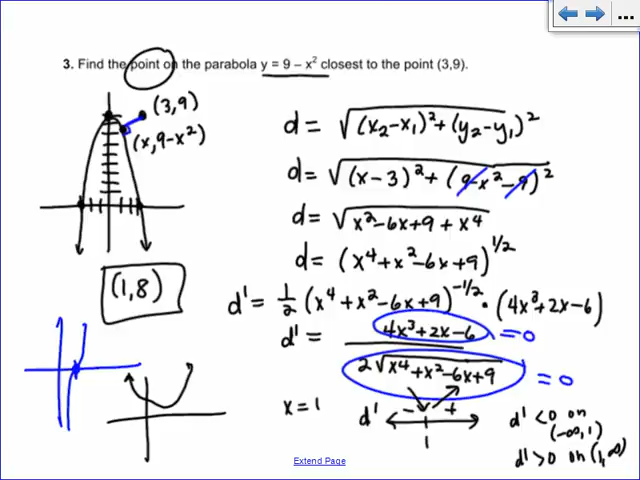 3. Find the point on the parabola y = 9 – x² closest to the point (3,9).
(3,9)
(x, 9-x²)
d = √((x₂-x₁)²+(y₂-y₁)²)
d = √((x-3)²+(9-x²-9)²)
d = √(x²-6x+9+x⁴)
d = (x⁴+x²-6x+9)^1/2
(1,8)
d' = 1/2 (x⁴+x²-6x+9)^-1/2 · (4x³+2x-6)
d' = (4x³+2x-6) / (2√(x⁴+x²-6x+9))
=0
=0
x=1
d' - +
1
d' <0 on
(-∞,1)
d' >0 on (1,∞)
Extend Page